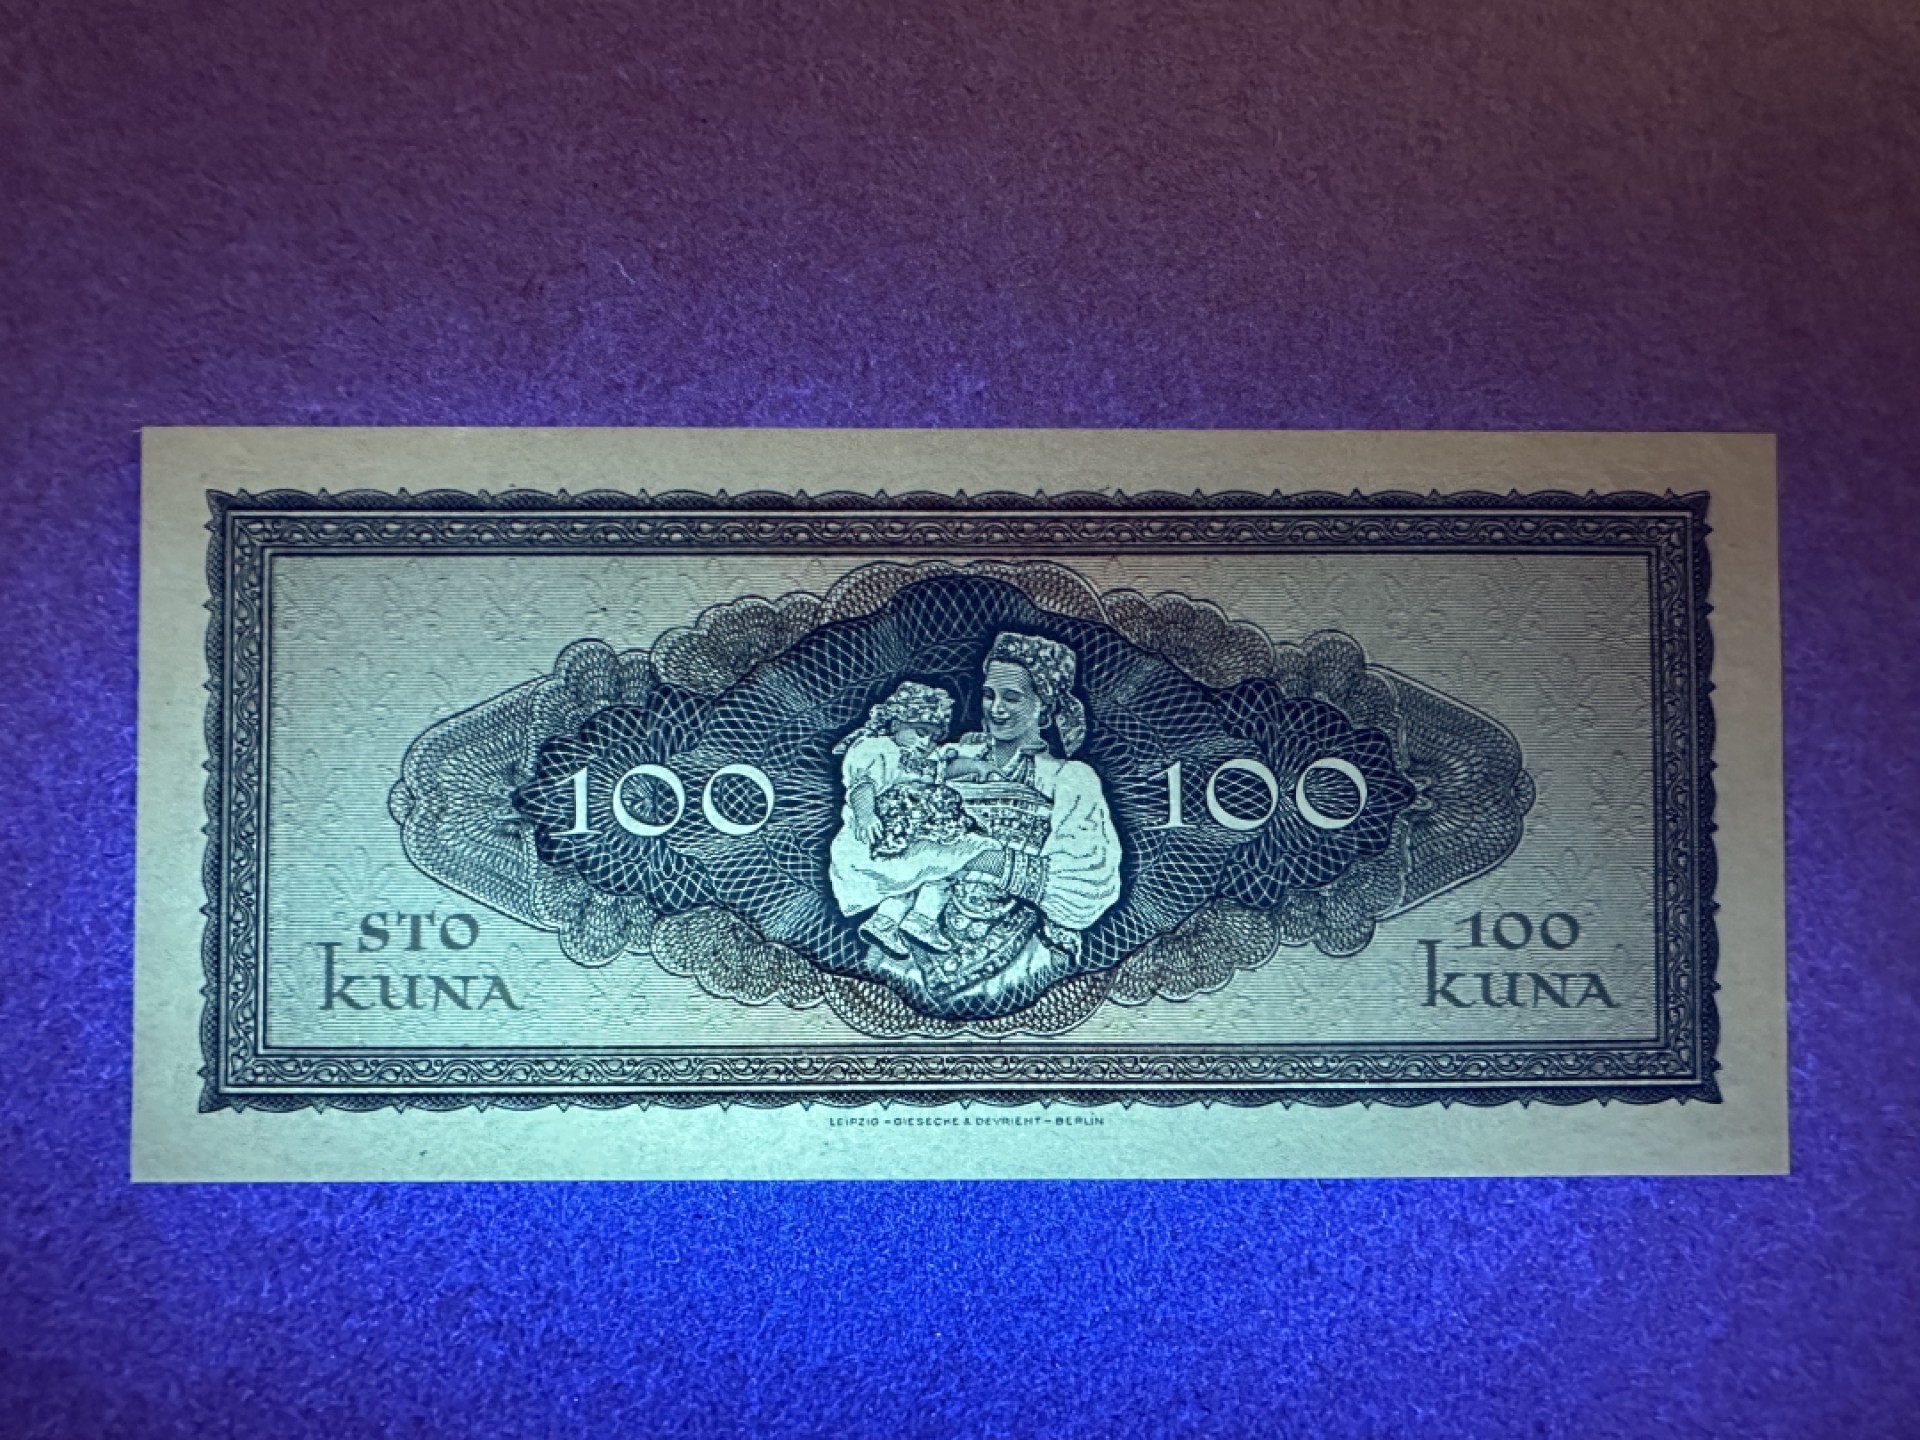 100 100
STO
KUNA
100
KUNA
LEIPZIG – GIESECKE & DEVRIENT – BERLIN